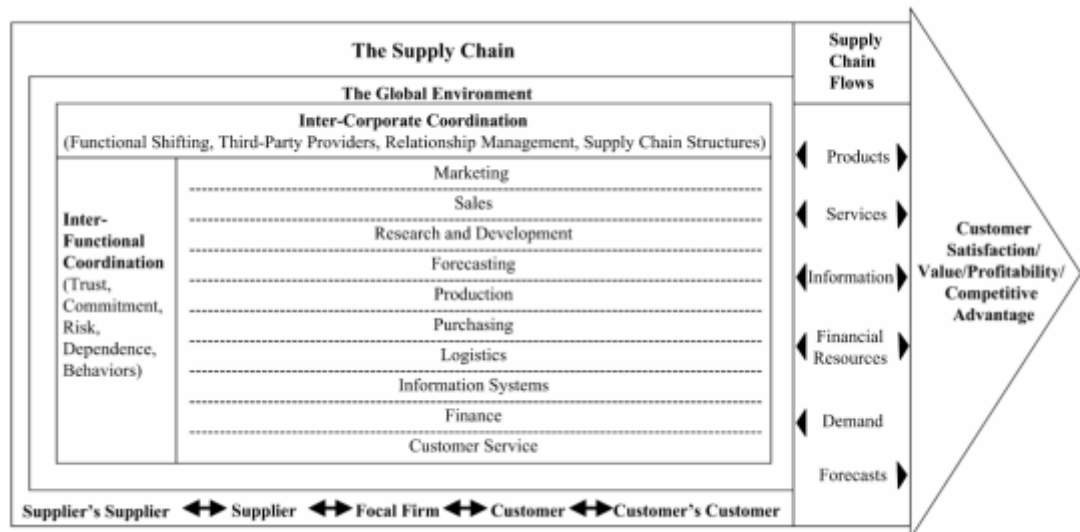 The Supply Chain
Supply
Chain
Flows
The Global Environment
Inter-Corporate Coordination
(Functional Shifting, Third-Party Providers, Relationship Management, Supply Chain Structures)
Inter-
Functional
Coordination
(Trust,
Commitment,
Risk,
Dependence,
Behaviors)
Marketing
Sales
Research and Development
Forecasting
Production
Purchasing
Logistics
Information Systems
Finance
Customer Service
Products
Services
Information
Financial
Resources
Demand
Forecasts
Customer
Satisfaction/
Value/Profitability/
Competitive
Advantage
Supplier's Supplier Supplier Focal Firm Customer Customer's Customer